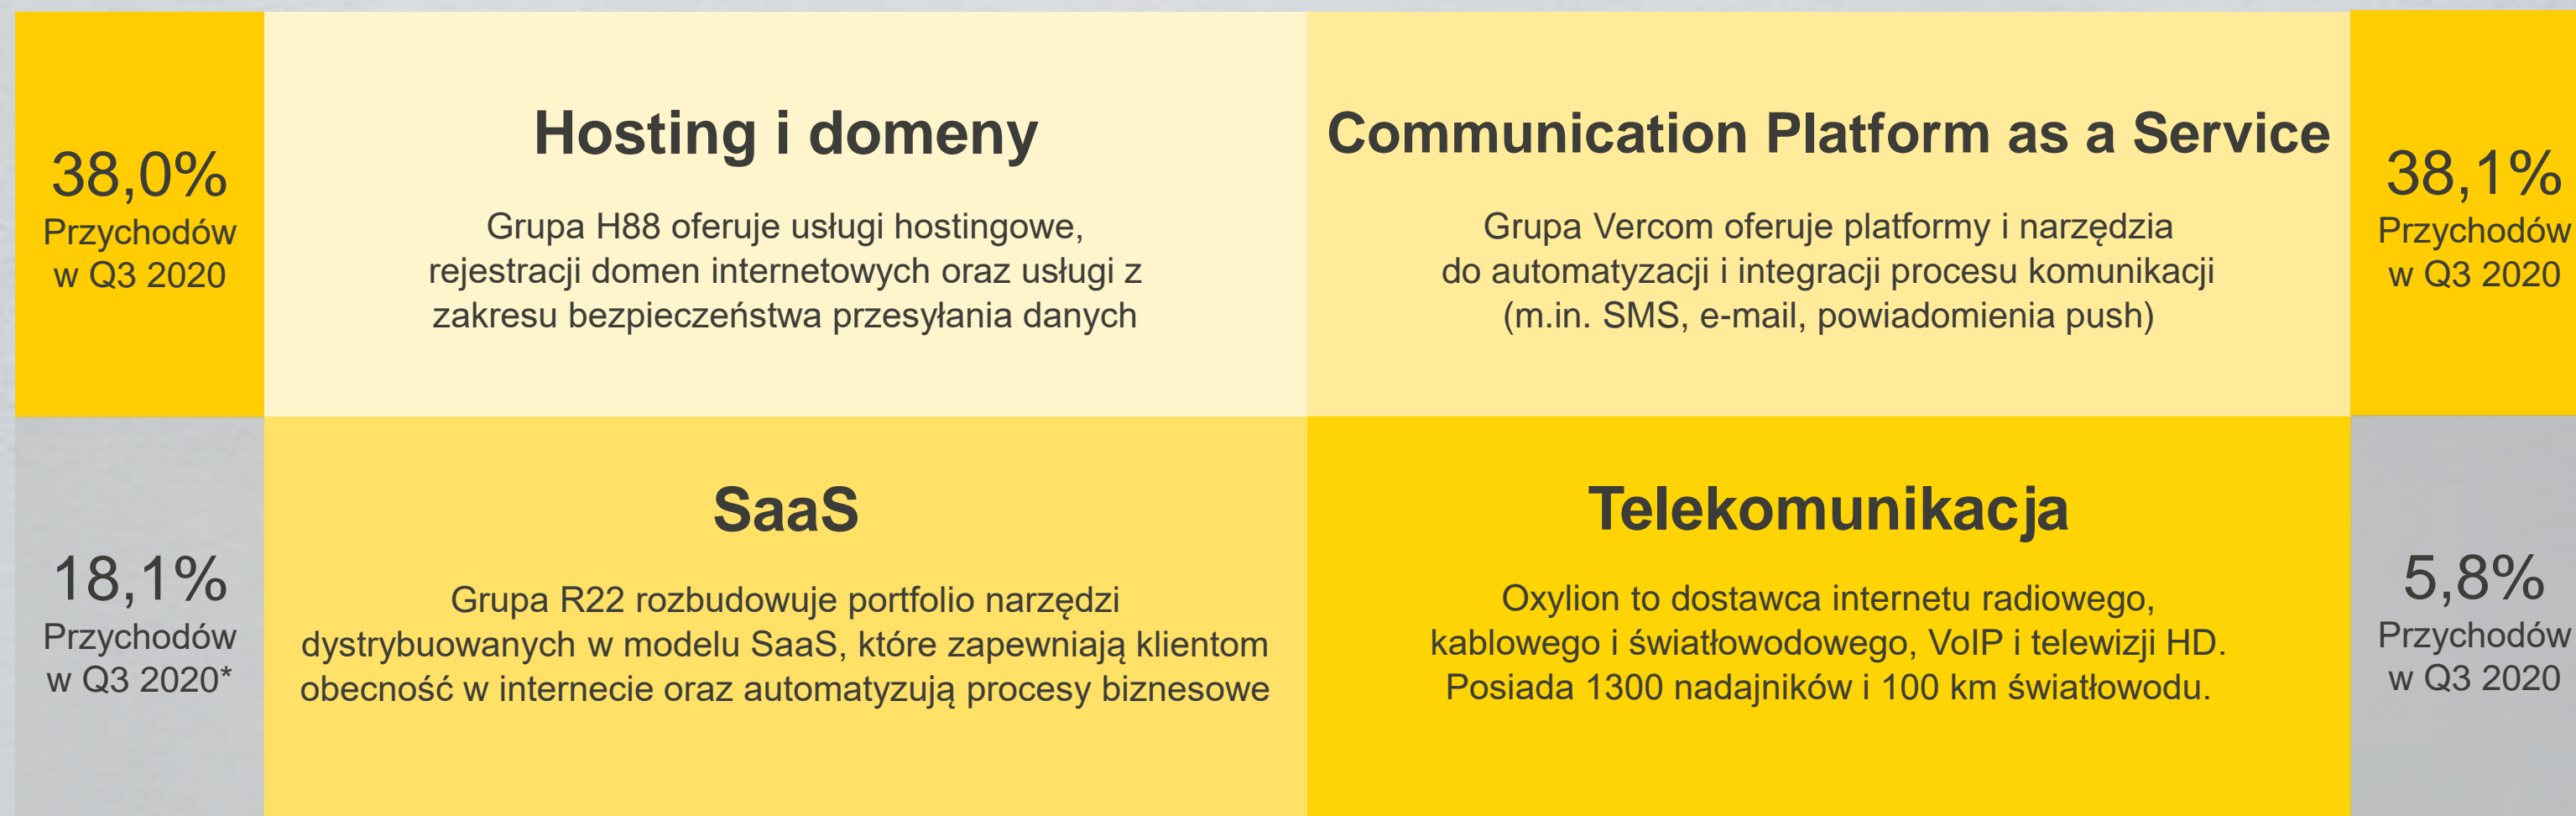 38,0%
Przychodów
w Q3 2020
Hosting i domeny
Grupa H88 oferuje usługi hostingowe,
rejestracji domen internetowych oraz usługi z
zakresu bezpieczeństwa przesyłania danych
Communication Platform as a Service
Grupa Vercom oferuje platformy i narzędzia
do automatyzacji i integracji procesu komunikacji
(m.in. SMS, e-mail, powiadomienia push)
38,1%
Przychodów
w Q3 2020
18,1%
Przychodów
w Q3 2020*
SaaS
Grupa R22 rozbudowuje portfolio narzędzi
dystrybuowanych w modelu SaaS, które zapewniają klientom
obecność w internecie oraz automatyzują procesy biznesowe
Telekomunikacja
Oxylion to dostawca internetu radiowego,
kablowego i światłowodowego, VoIP i telewizji HD.
Posiada 1300 nadajników i 100 km światłowodu.
5,8%
Przychodów
w Q3 2020